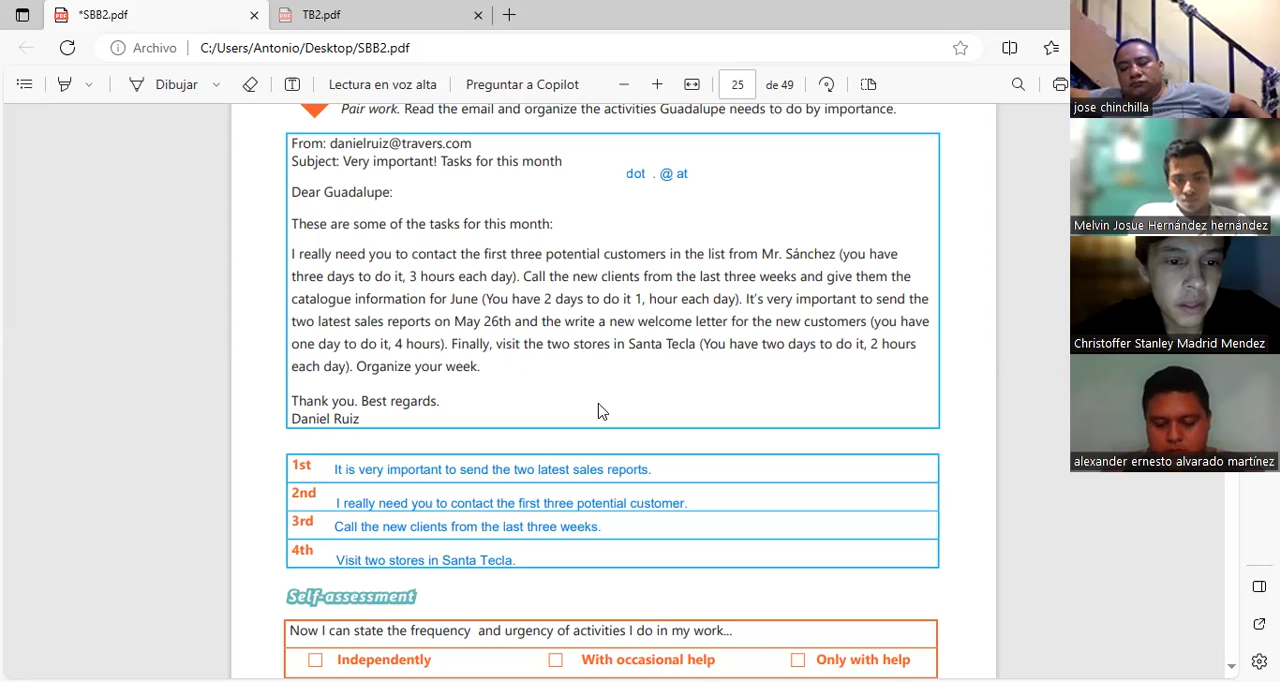 *SBB2.pdf
TB2.pdf
Archivo
C:/Users/Antonio/Desktop/SBB2.pdf
Dibujar
Lectura en voz alta
Preguntar a Copilot
25
de 49
Pair work. Read the email and organize the activities Guadalupe needs to do by importance.
From: danielruiz@travers.com
Subject: Very important! Tasks for this month
dot . @ at
Dear Guadalupe:
These are some of the tasks for this month:
I really need you to contact the first three potential customers in the list from Mr. Sánchez (you have
three days to do it, 3 hours each day). Call the new clients from the last three weeks and give them the
catalogue information for June (You have 2 days to do it 1, hour each day). It's very important to send the
two latest sales reports on May 26th and the write a new welcome letter for the new customers (you have
one day to do it, 4 hours). Finally, visit the two stores in Santa Tecla (You have two days to do it, 2 hours
each day). Organize your week.
Thank you. Best regards.
Daniel Ruiz
1st It is very important to send the two latest sales reports.
2nd I really need you to contact the first three potential customer.
3rd Call the new clients from the last three weeks.
4th Visit two stores in Santa Tecla.
Self-assessment
Now I can state the frequency and urgency of activities I do in my work...
Independently
With occasional help
Only with help
jose chinchilla
Melvin Josue Hernández hernández
Christoffer Stanley Madrid Mendez
alexander ernesto alvarado martínez